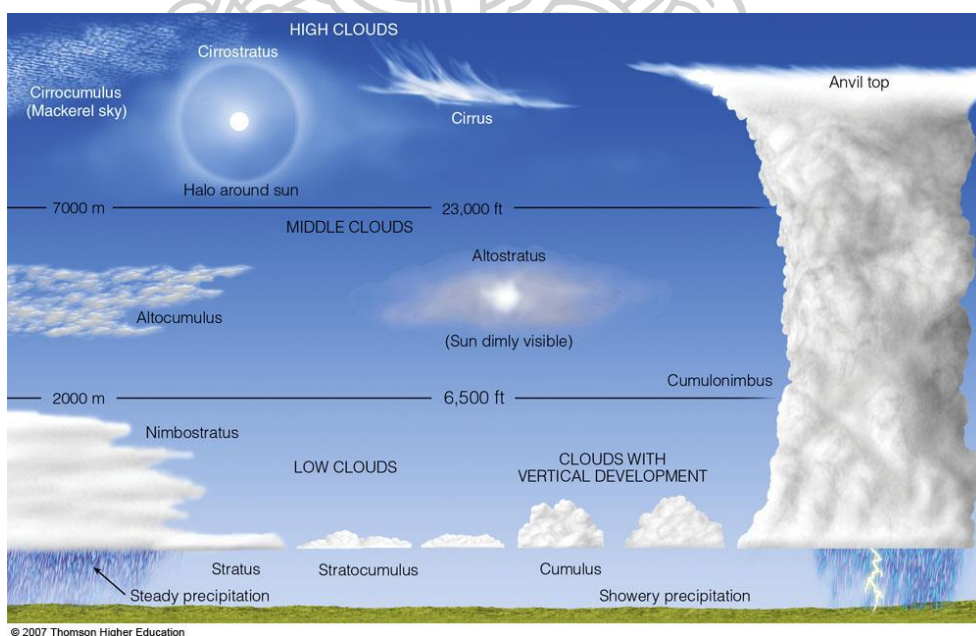 HIGH CLOUDS
Cirrostratus
Cirrocumulus
(Mackerel sky)
Cirrus
Anvil top
Halo around sun
7000 m
23,000 ft
MIDDLE CLOUDS
Altostratus
Altocumulus
(Sun dimly visible)
Cumulonimbus
2000 m
6,500 ft
Nimbostratus
LOW CLOUDS
CLOUDS WITH
VERTICAL DEVELOPMENT
Stratus
Stratocumulus
Cumulus
Steady precipitation
Showery precipitation
© 2007 Thomson Higher Education